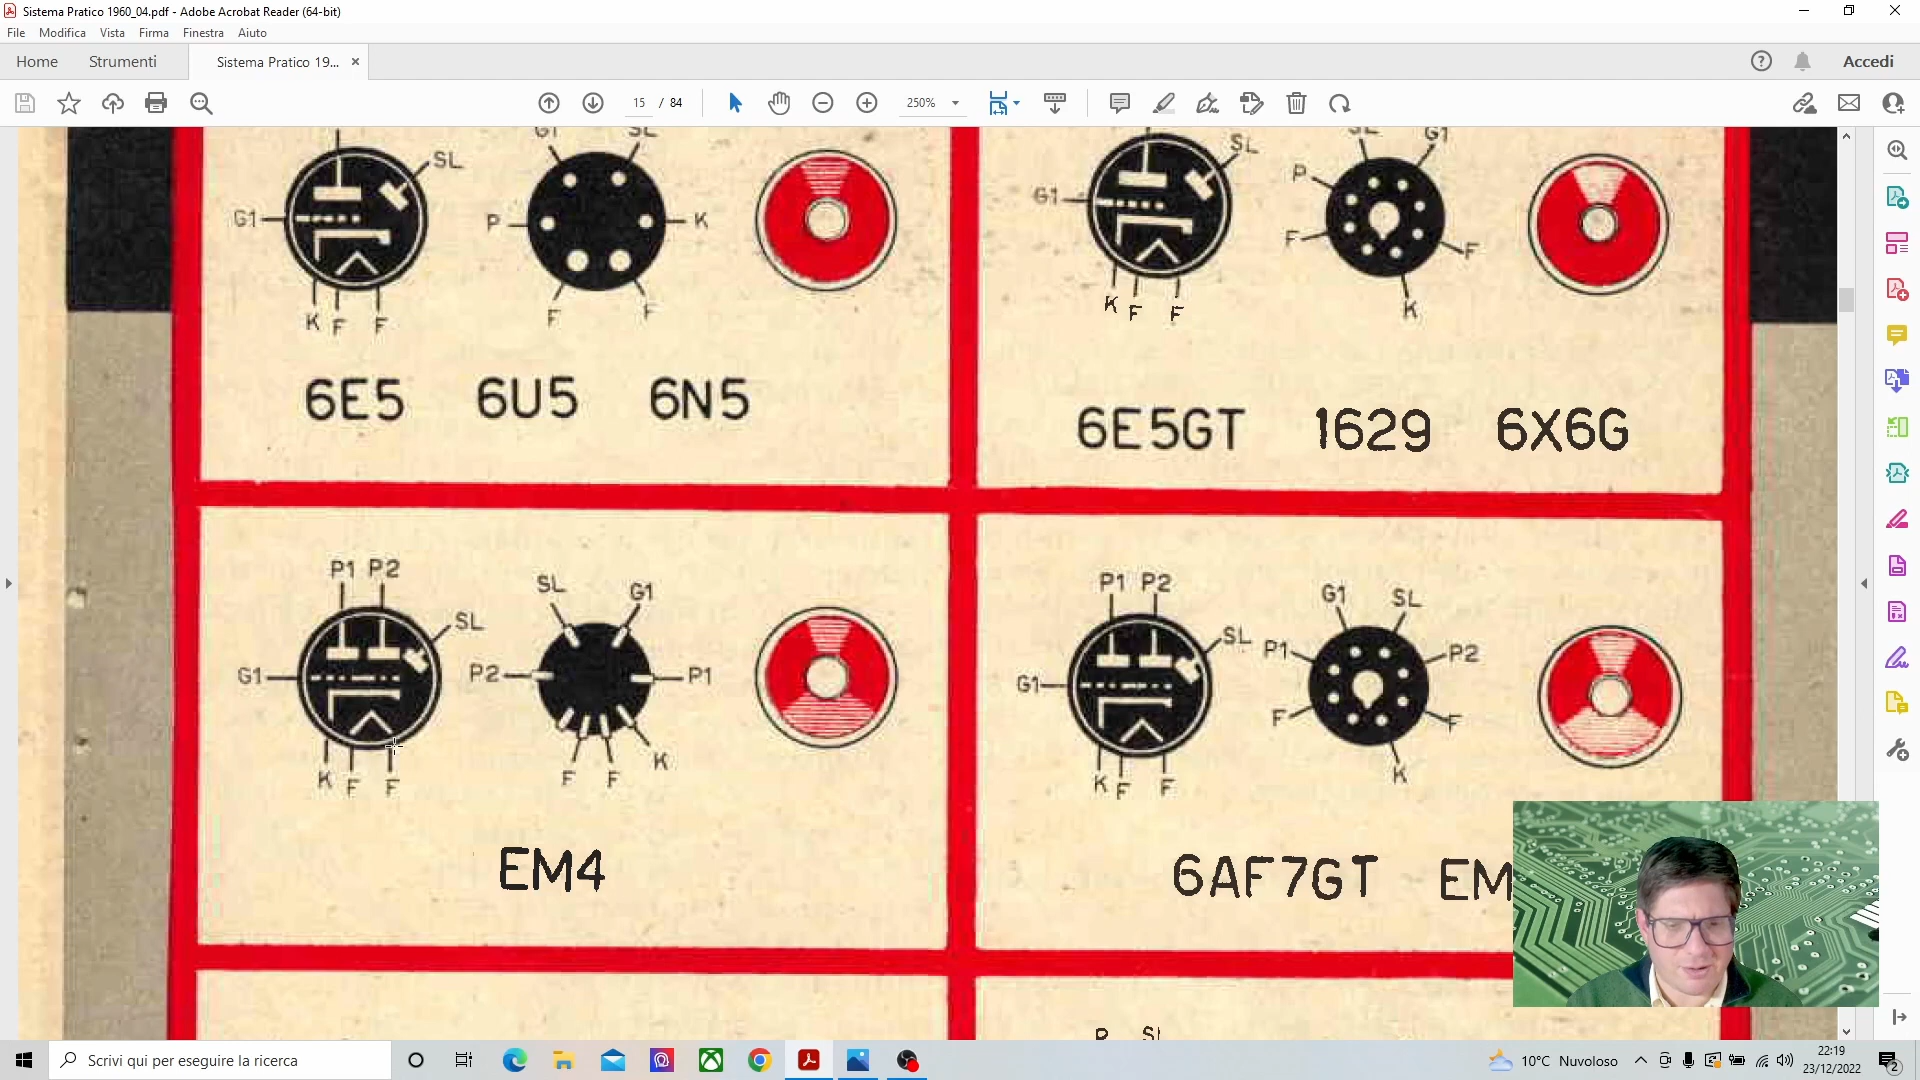 Sistema Pratico 1960_04.pdf - Adobe Acrobat Reader (64-bit)
File Modifica Vista Firma Finestra Aiuto
Home Strumenti Sistema Pratico 19... × Accedi
15 / 84 250%
G1 SL SL G1
SL SL
P
G1 P K G1
F F
K F F F F K F F K
6E5 6U5 6N5
6E5GT 1629 6X6G
P1 P2 SL G1 P1 P2 G1 SL
SL SL P1 P2
G1 P2 P1 G1
F F
K F F F F K K F F K
EM4
6AF7GT EM
P SL
Scrivi qui per eseguire la ricerca
10°C Nuvoloso
22:19
23/12/2022
2